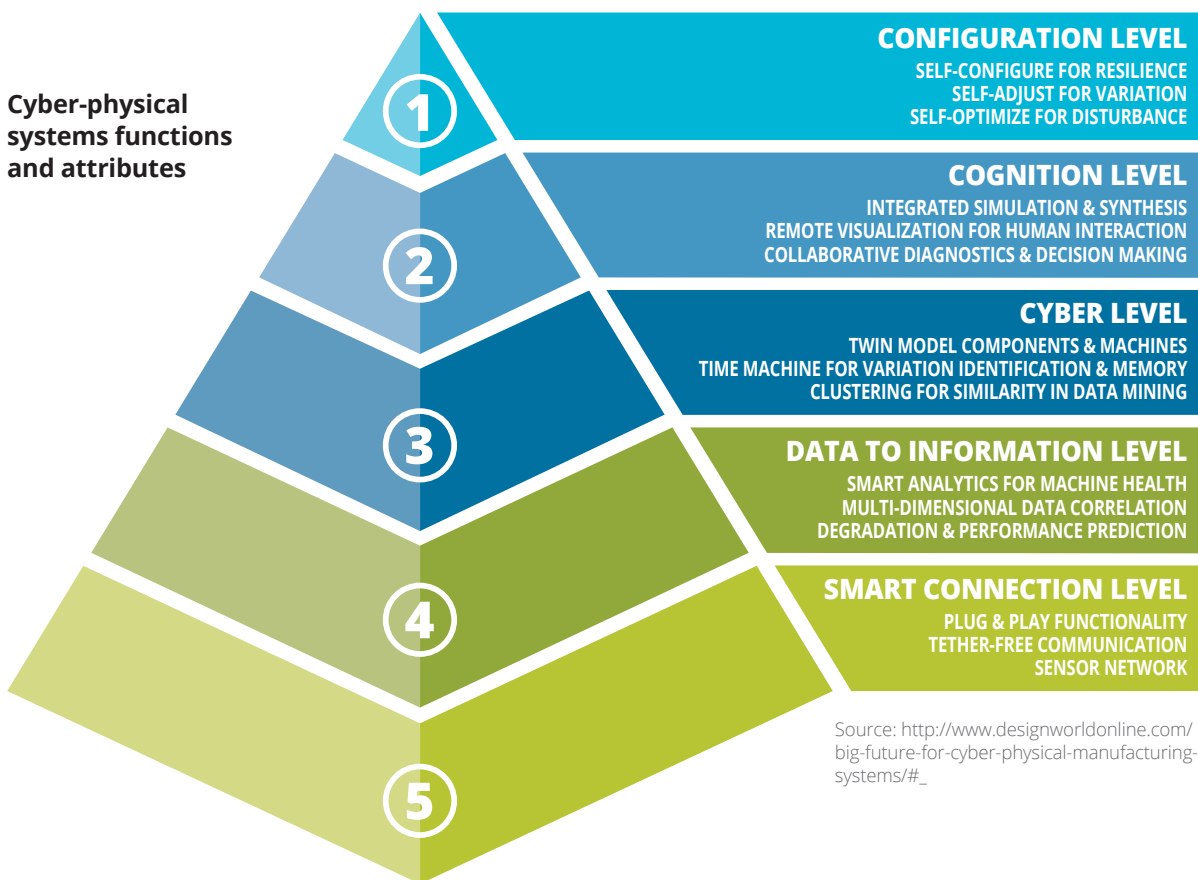 Cyber-physical
systems functions
and attributes
1
CONFIGURATION LEVEL
SELF-CONFIGURE FOR RESILIENCE
SELF-ADJUST FOR VARIATION
SELF-OPTIMIZE FOR DISTURBANCE
2
COGNITION LEVEL
INTEGRATED SIMULATION & SYNTHESIS
REMOTE VISUALIZATION FOR HUMAN INTERACTION
COLLABORATIVE DIAGNOSTICS & DECISION MAKING
3
CYBER LEVEL
TWIN MODEL COMPONENTS & MACHINES
TIME MACHINE FOR VARIATION IDENTIFICATION & MEMORY
CLUSTERING FOR SIMILARITY IN DATA MINING
4
DATA TO INFORMATION LEVEL
SMART ANALYTICS FOR MACHINE HEALTH
MULTI-DIMENSIONAL DATA CORRELATION
DEGRADATION & PERFORMANCE PREDICTION
5
SMART CONNECTION LEVEL
PLUG & PLAY FUNCTIONALITY
TETHER-FREE COMMUNICATION
SENSOR NETWORK
Source: http://www.designworldonline.com/
big-future-for-cyber-physical-manufacturing-
systems/#_